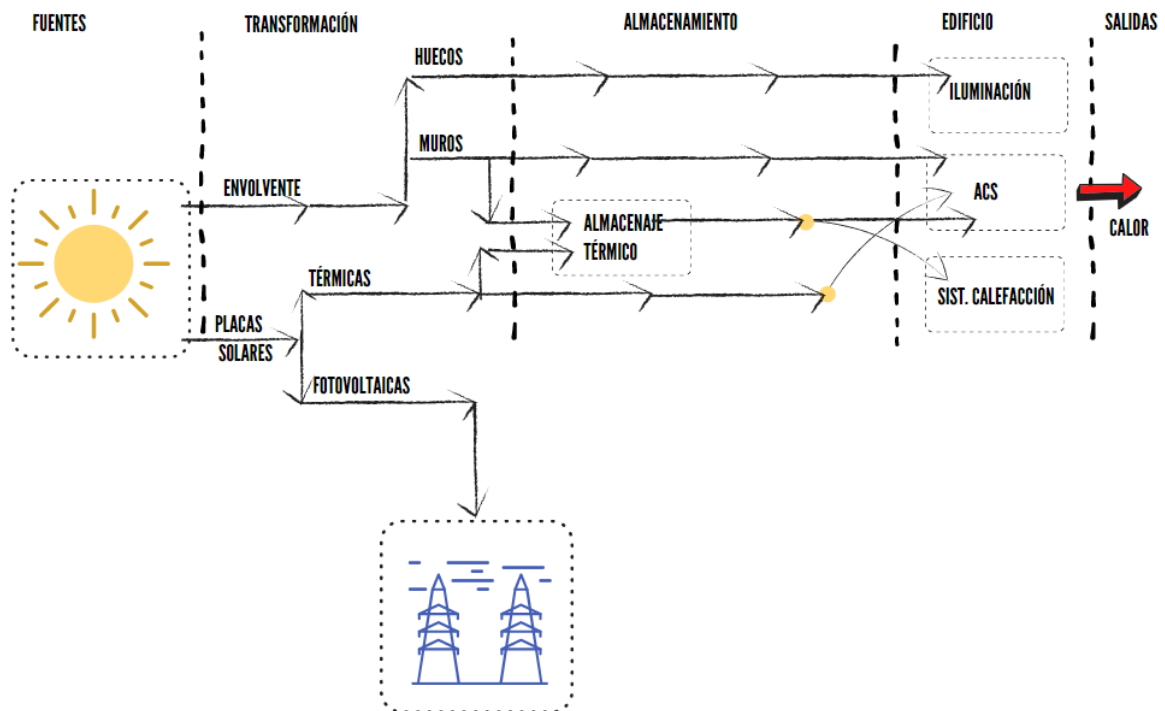 FUENTES
TRANSFORMACIÓN
ALMACENAMIENTO
EDIFICIO
SALIDAS
HUECOS
ILUMINACIÓN
MUROS
ENVOLVENTE
ACS
ALMACENAJE
TÉRMICO
CALOR
TÉRMICAS
SIST. CALEFACCIÓN
PLACAS
SOLARES
FOTOVOLTAICAS